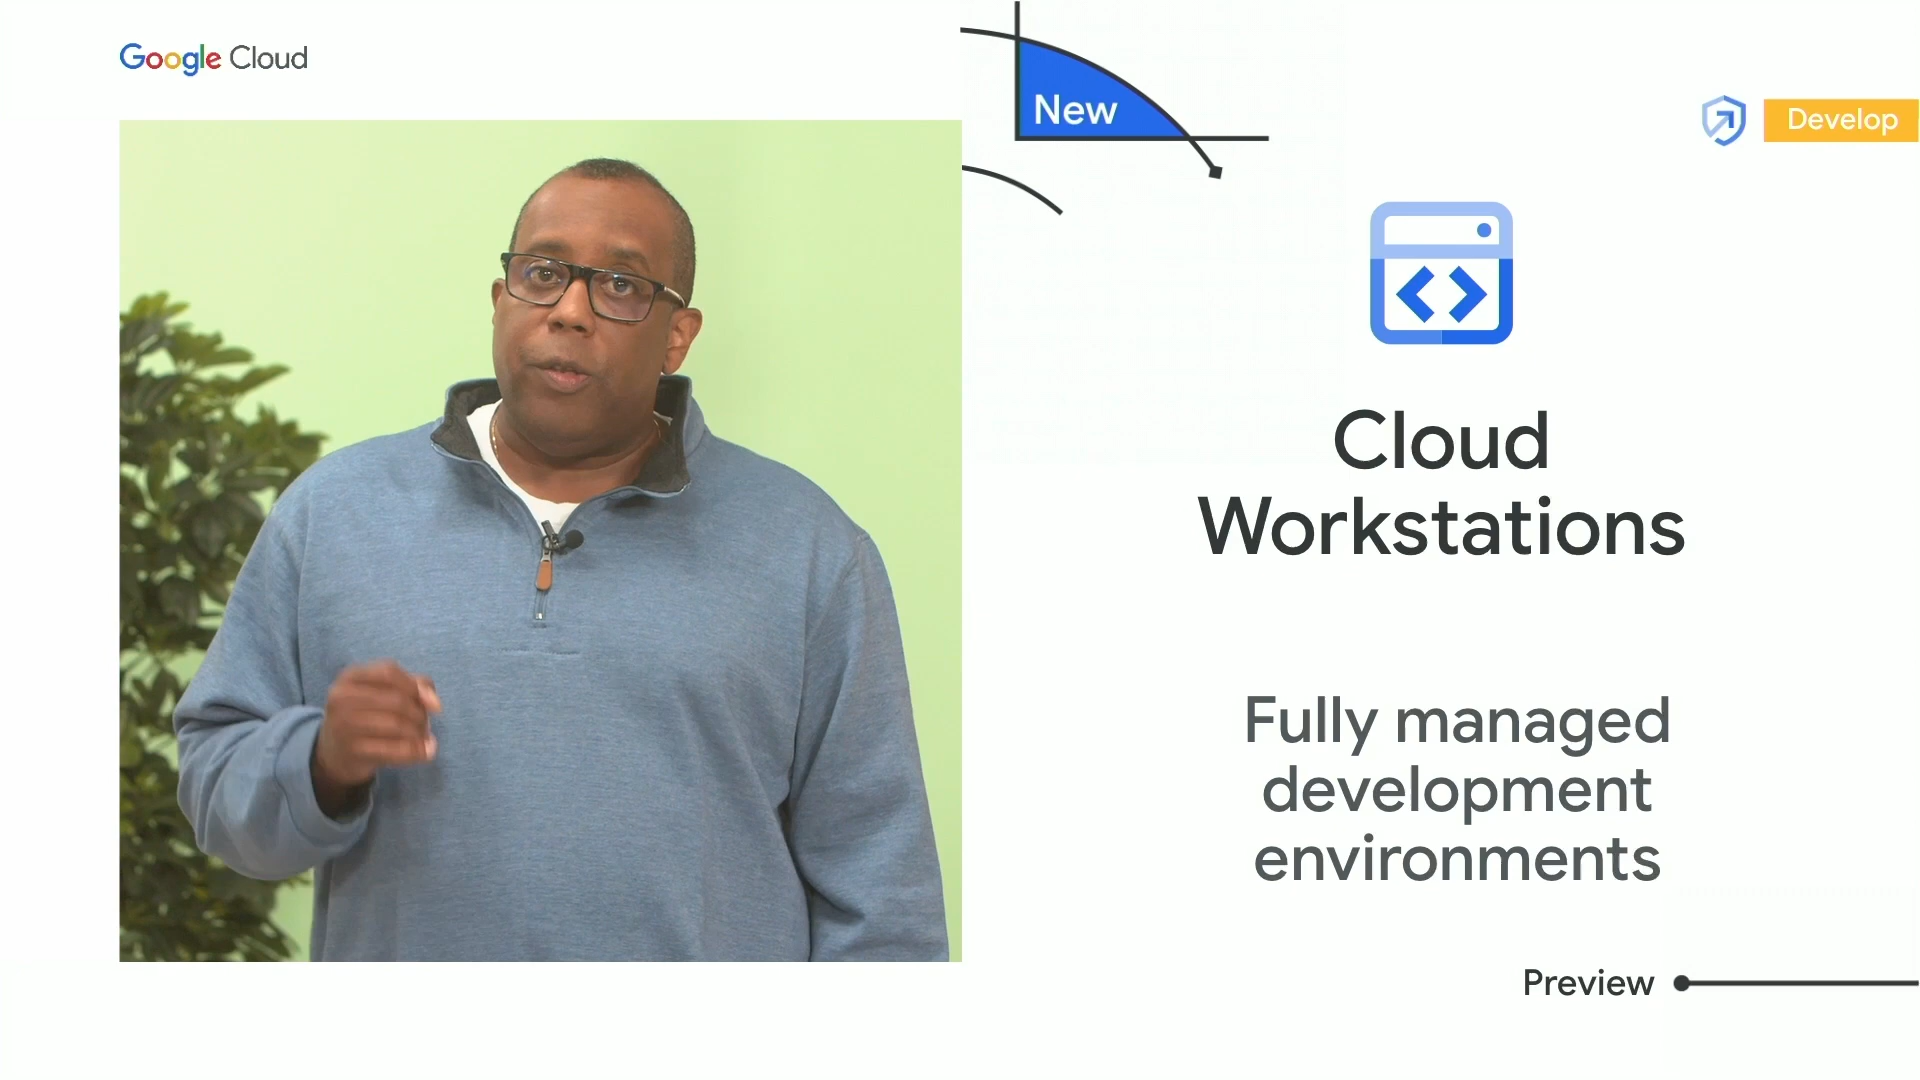 Google Cloud
New
Develop
Cloud
Workstations
Fully managed
development
environments
Preview